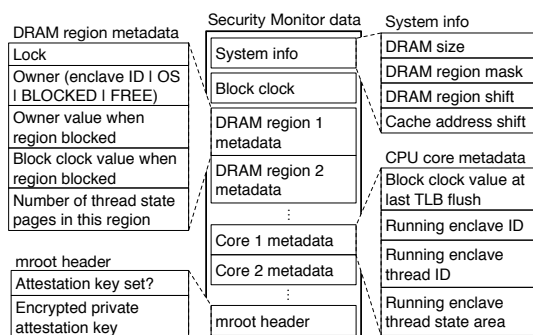 DRAM region metadata
Lock
Owner (enclave ID I OS
I BLOCKED I FREE)
Owner value when
region blocked
Block clock value when
region blocked
Number of thread state
pages in this region
mroot header
Attestation key set?
Encrypted private
attestation key
Security Monitor data
System info
Block clock
DRAM region 1
metadata
DRAM region 2
metadata
⋮
Core 1 metadata
Core 2 metadata
⋮
mroot header
System info
DRAM size
DRAM region mask
DRAM region shift
Cache address shift
CPU core metadata
Block clock value at
last TLB flush
Running enclave ID
Running enclave
thread ID
Running enclave
thread state area